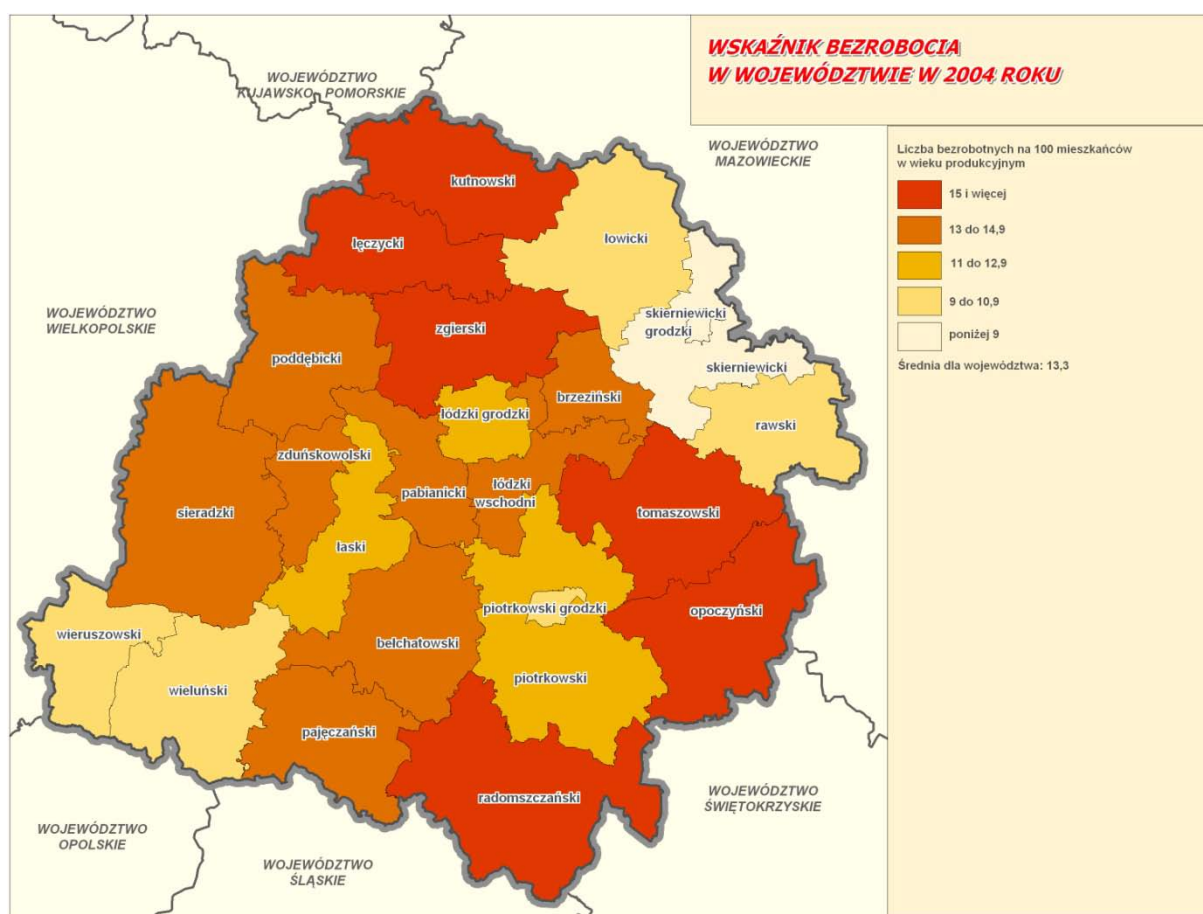 WSKAŹNIK BEZROBOCIA
W WOJEWÓDZTWIE W 2004 ROKU
WOJEWÓDZTWO
KUJAWSKO - POMORSKIE
WOJEWÓDZTWO
MAZOWIECKIE
Liczba bezrobotnych na 100 mieszkańców
w wieku produkcyjnym
15 i więcej
13 do 14,9
11 do 12,9
9 do 10,9
poniżej 9
Średnia dla województwa: 13,3
kutnowski
łęczycki
łowicki
WOJEWÓDZTWO
WIELKOPOLSKIE
zgierski
skierniewicki
grodzki
poddębicki
skierniewicki
brzeziński
łódzki grodzki
rawski
zduńskowolski
łódzki
wschodni
pabianicki
sieradzki
tomaszowski
łaski
piotrkowski grodzki
opoczyński
wieruszowski
bełchatowski
wieluński
piotrkowski
pajęczański
radomszczański
WOJEWÓDZTWO
ŚWIĘTOKRZYSKIE
WOJEWÓDZTWO
OPOLSKIE
WOJEWÓDZTWO
ŚLĄSKIE